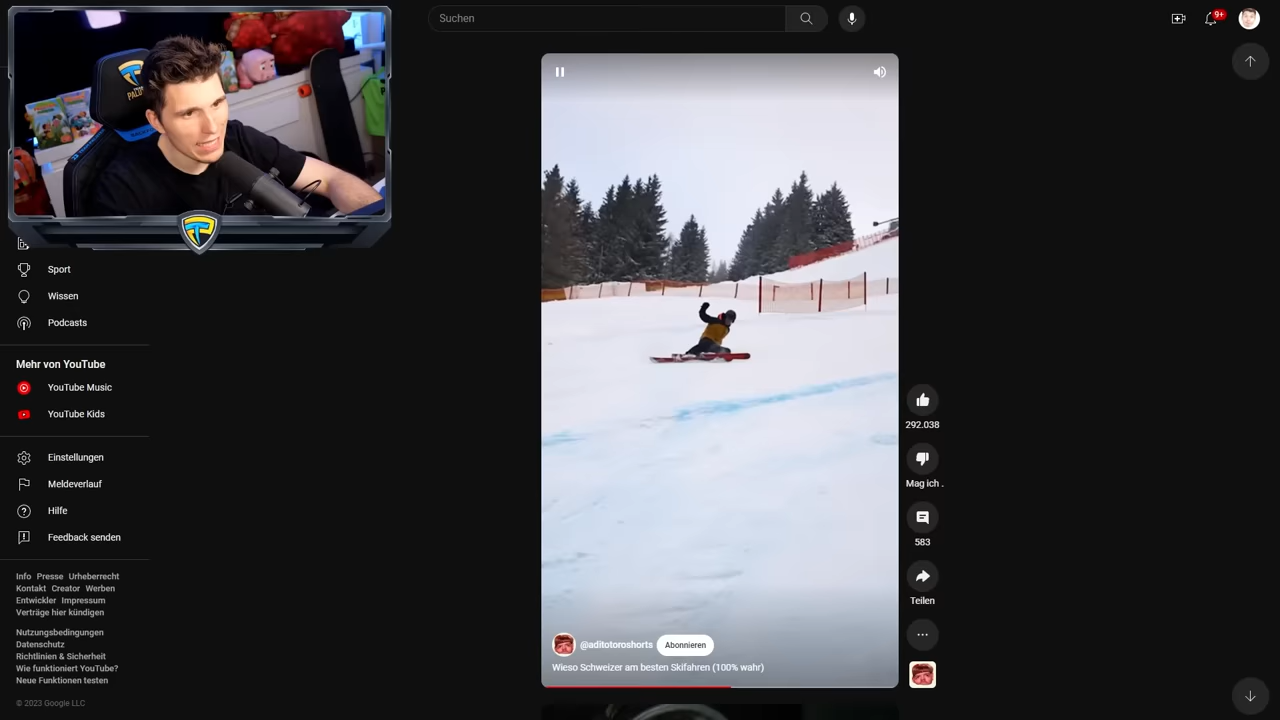 Suchen
9+
PALU
Sport
Wissen
Podcasts
Mehr von YouTube
YouTube Music
YouTube Kids
Einstellungen
Meldeverlauf
Hilfe
Feedback senden
Info Presse Urheberrecht
Kontakt Creator Werben
Entwickler Impressum
Verträge hier kündigen
Nutzungsbedingungen
Datenschutz
Richtlinien & Sicherheit
Wie funktioniert YouTube?
Neue Funktionen testen
© 2023 Google LLC
@aditotoroshorts Abonnieren
Wieso Schweizer am besten Skifahren (100% wahr)
292.038
Mag ich .
583
Teilen